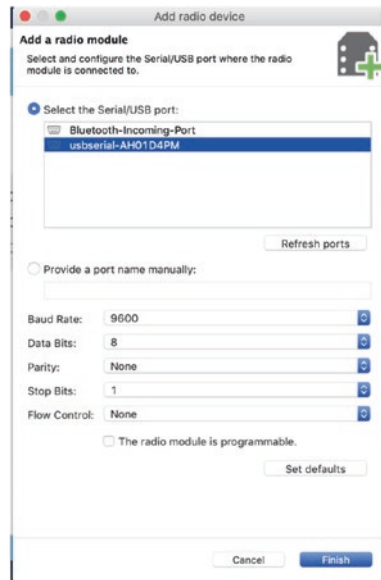 Add radio device
Add a radio module
Select and configure the Serial/USB port where the radio
module is connected to.
Select the Serial/USB port:
Bluetooth-Incoming-Port
usbserial-AH01D4PM
Refresh ports
Provide a port name manually:
Baud Rate: 9600
Data Bits: 8
Parity: None
Stop Bits: 1
Flow Control: None
The radio module is programmable.
Set defaults
Cancel Finish